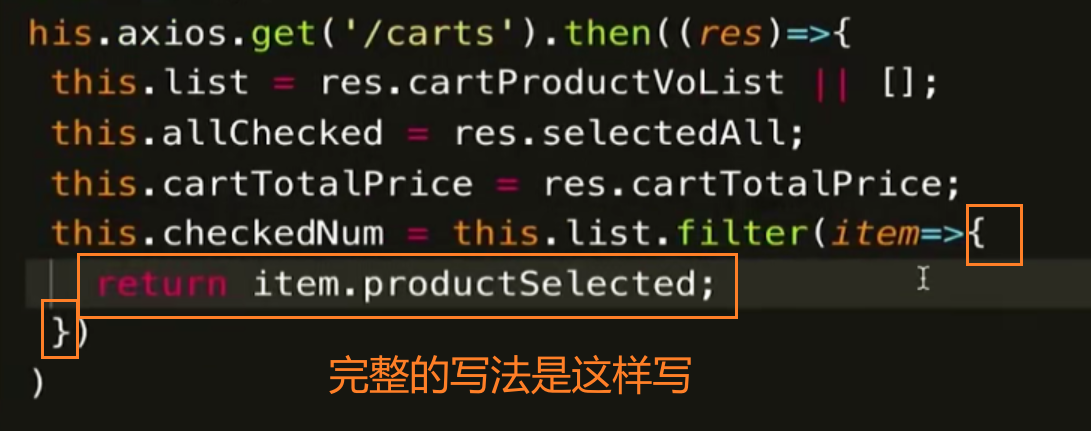 his.axios.get('/carts').then((res)=>{
this.list = res.cartProductVoList || [];
this.allChecked = res.selectedAll;
this.cartTotalPrice = res.cartTotalPrice;
this.checkedNum = this.list.filter(item=>{
return item.productSelected;
})
完整的写法是这样写
)